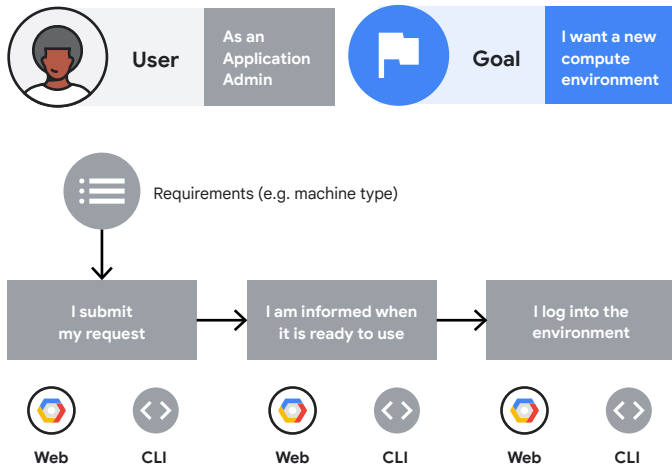 User
As an
Application
Admin
Goal
I want a new
compute
environment
Requirements (e.g. machine type)
I submit
my request
I am informed when
it is ready to use
I log into the
environment
Web
CLI
Web
CLI
Web
CLI